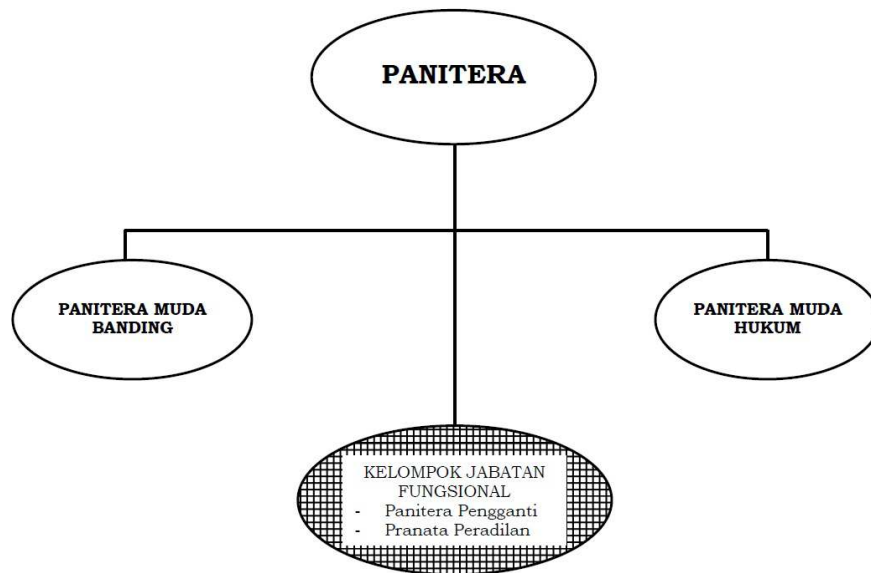 PANITERA
PANITERA MUDA
BANDING
PANITERA MUDA
HUKUM
KELOMPOK JABATAN
FUNGSIONAL
- Panitera Pengganti
- Pranata Peradilan